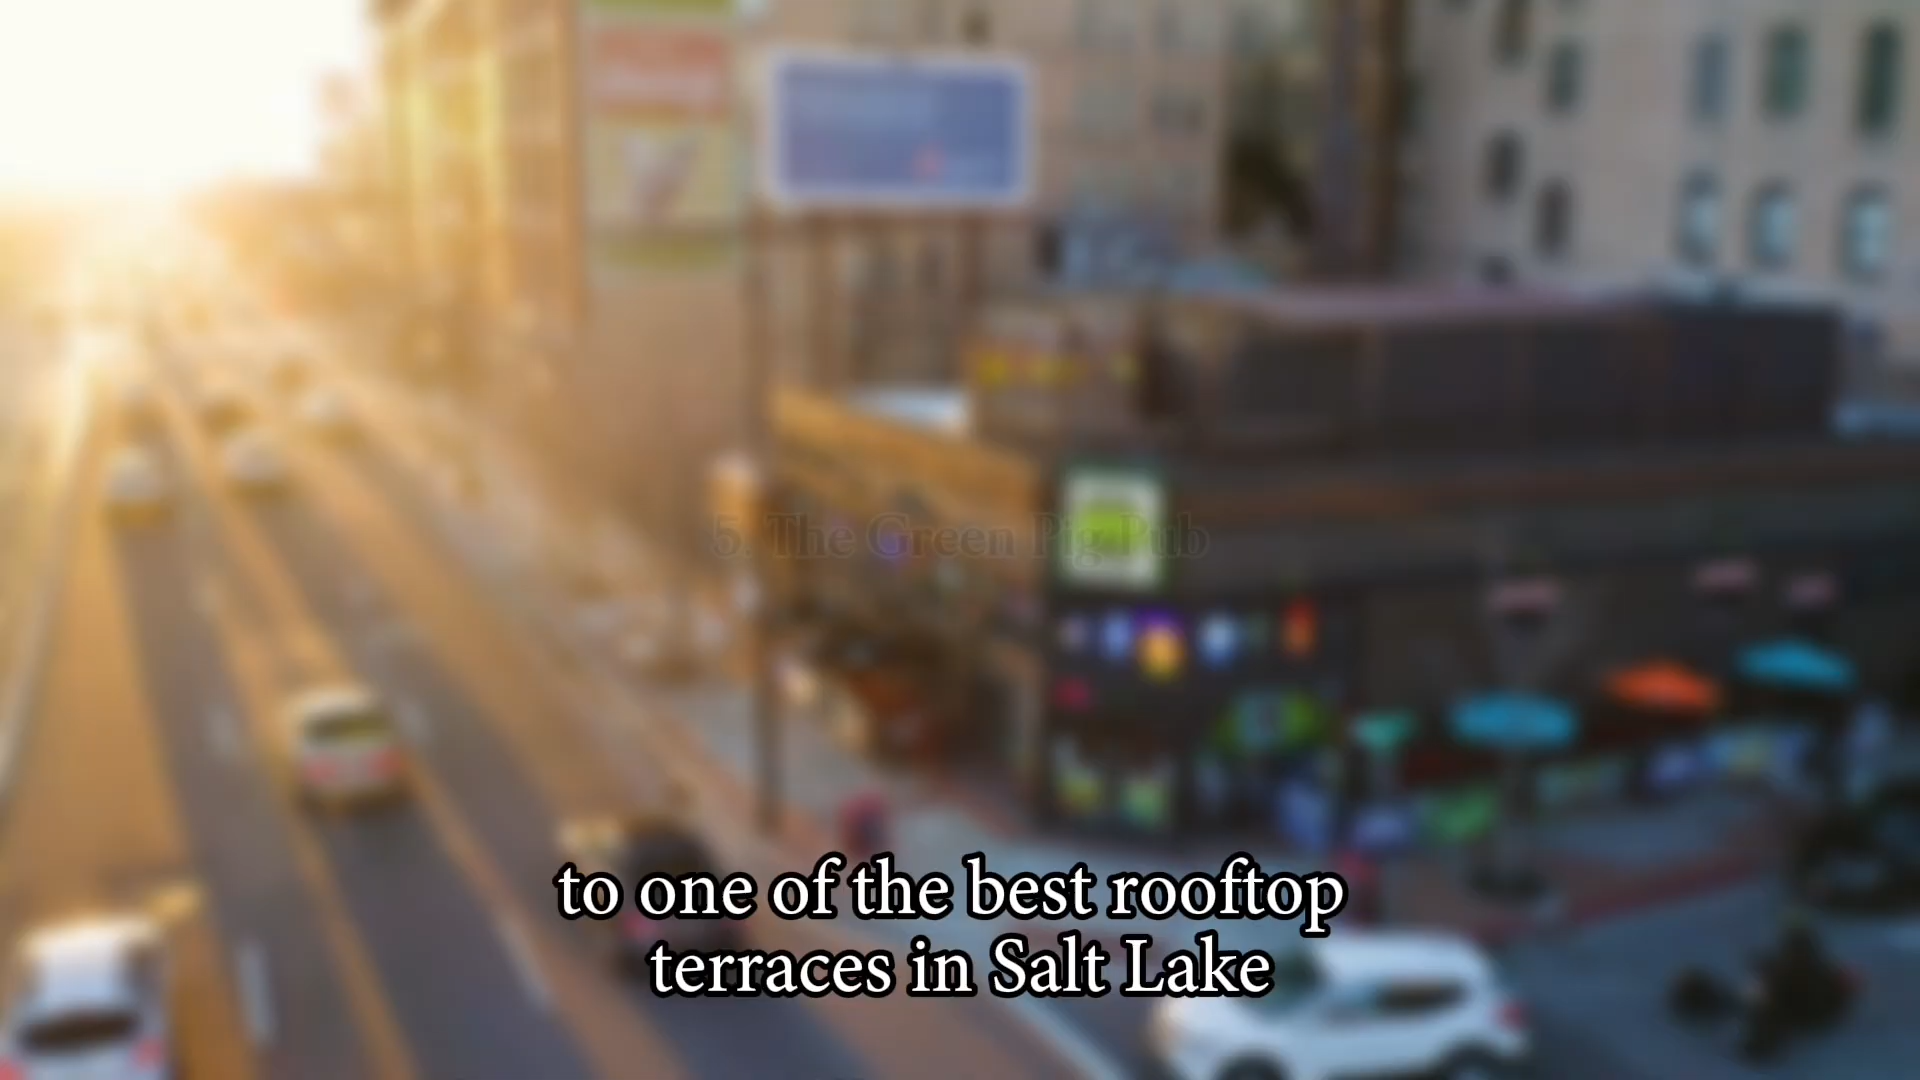 5. The Green Pig Pub
to one of the best rooftop
terraces in Salt Lake